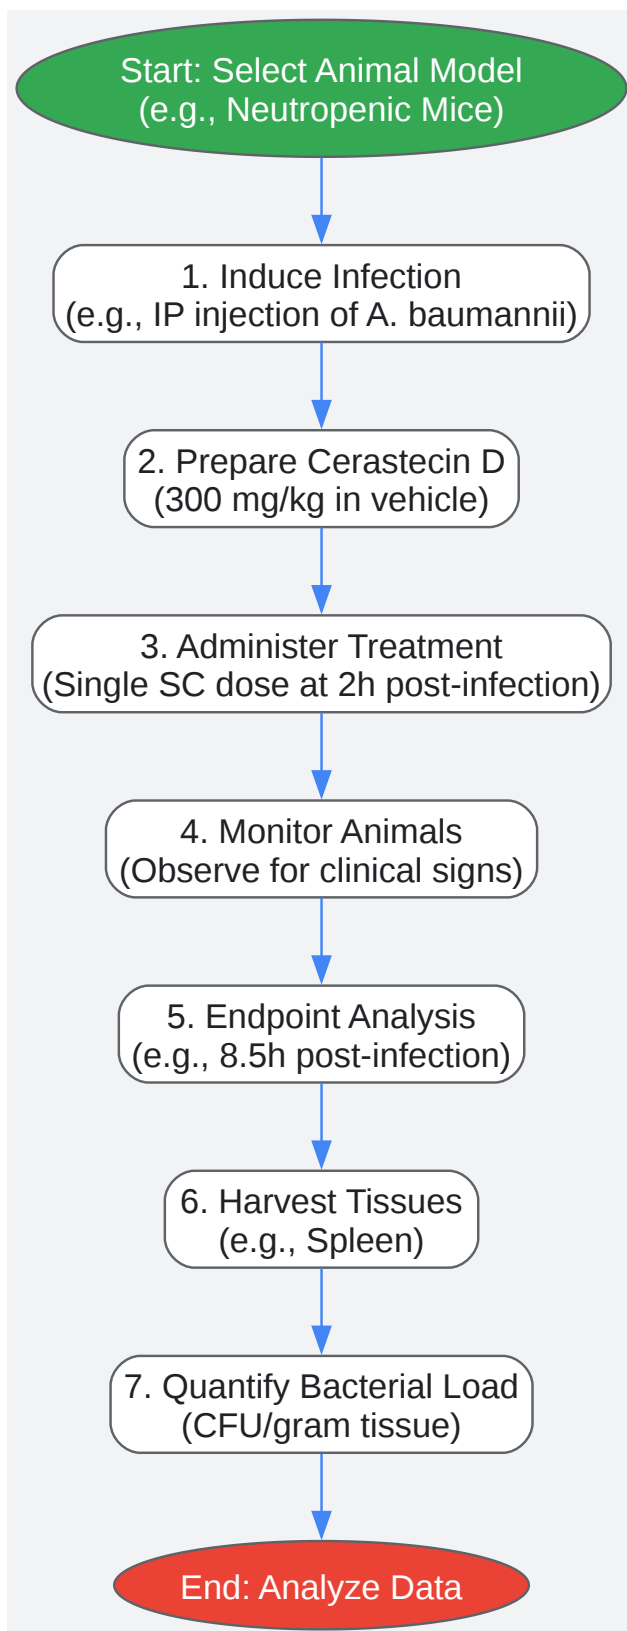 Start: Select Animal Model
(e.g., Neutropenic Mice)
1. Induce Infection
(e.g., IP injection of A. baumannii)
2. Prepare Cerastecin D
(300 mg/kg in vehicle)
3. Administer Treatment
(Single SC dose at 2h post-infection)
4. Monitor Animals
(Observe for clinical signs)
5. Endpoint Analysis
(e.g., 8.5h post-infection)
6. Harvest Tissues
(e.g., Spleen)
7. Quantify Bacterial Load
(CFU/gram tissue)
End: Analyze Data